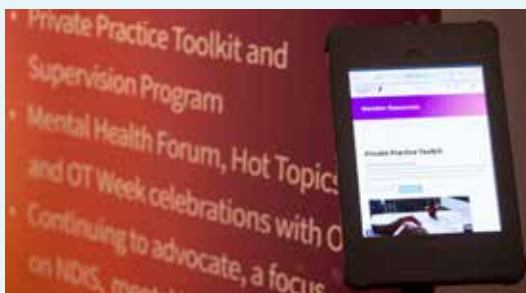 • Private Practice Toolkit and
Supervision Program
• Mental Health Forum, Hot Topics
and OT Week celebrations with O
• Continuing to advocate, a focus
on NDIS,
Member Resources
Private Practice Toolkit